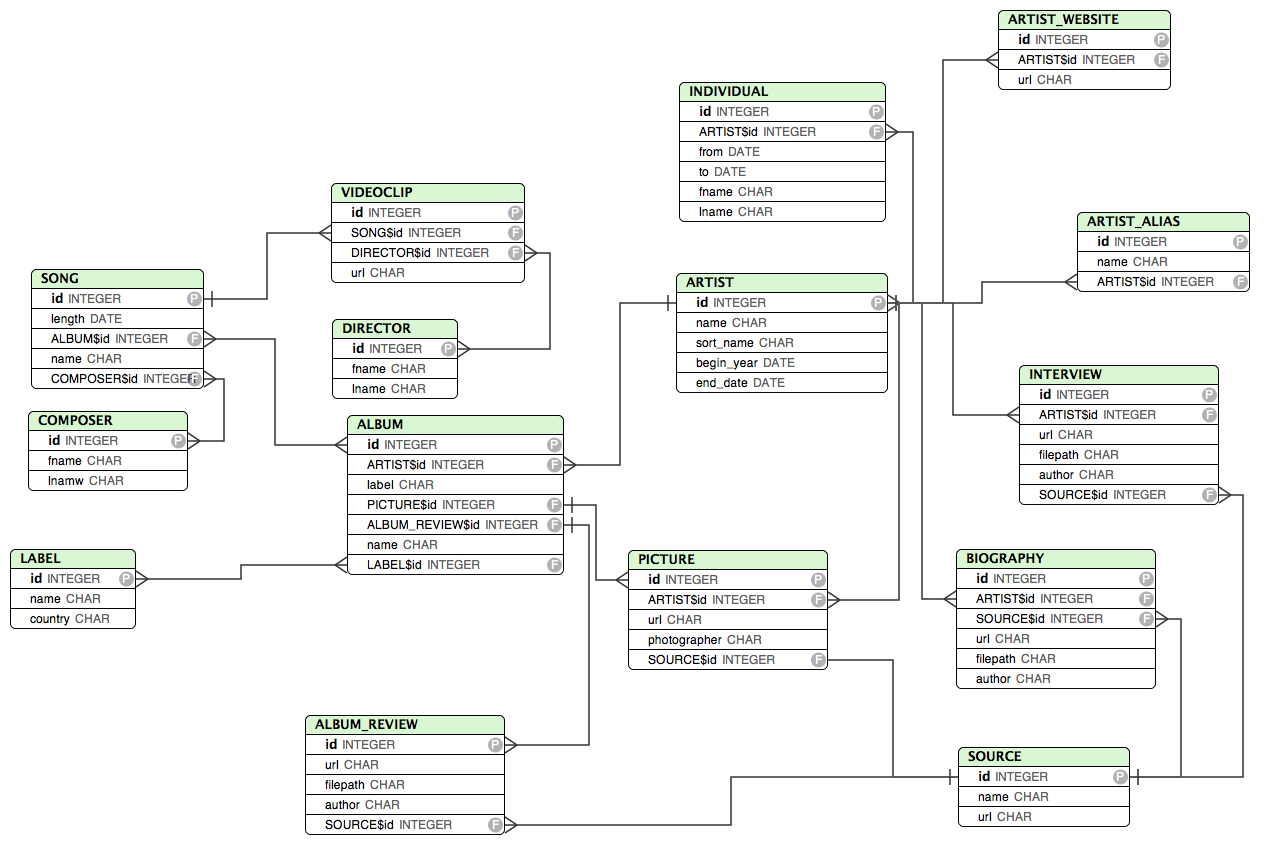 ARTIST_WEBSITE
id INTEGER P
ARTIST$id INTEGER F
url CHAR
INDIVIDUAL
id INTEGER P
ARTIST$id INTEGER F
from DATE
to DATE
fname CHAR
lname CHAR
VIDEOCLIP
id INTEGER P
SONG$id INTEGER F
DIRECTOR$id INTEGER F
url CHAR
ARTIST_ALIAS
id INTEGER P
name CHAR
ARTIST$id INTEGER F
SONG
id INTEGER P
length DATE
ALBUM$id INTEGER F
name CHAR
COMPOSER$id INTEGER F
ARTIST
id INTEGER P
name CHAR
sort_name CHAR
begin_year DATE
end_date DATE
DIRECTOR
id INTEGER P
fname CHAR
lname CHAR
INTERVIEW
id INTEGER P
ARTIST$id INTEGER F
url CHAR
filepath CHAR
author CHAR
SOURCE$id INTEGER F
COMPOSER
id INTEGER P
fname CHAR
lnamw CHAR
ALBUM
id INTEGER P
ARTIST$id INTEGER F
label CHAR
PICTURE$id INTEGER F
ALBUM_REVIEW$id INTEGER F
name CHAR
LABEL$id INTEGER F
LABEL
id INTEGER P
name CHAR
country CHAR
PICTURE
id INTEGER P
ARTIST$id INTEGER F
url CHAR
photographer CHAR
SOURCE$id INTEGER F
BIOGRAPHY
id INTEGER P
ARTIST$id INTEGER F
SOURCE$id INTEGER F
url CHAR
filepath CHAR
author CHAR
ALBUM_REVIEW
id INTEGER P
url CHAR
filepath CHAR
author CHAR
SOURCE$id INTEGER F
SOURCE
id INTEGER P
name CHAR
url CHAR